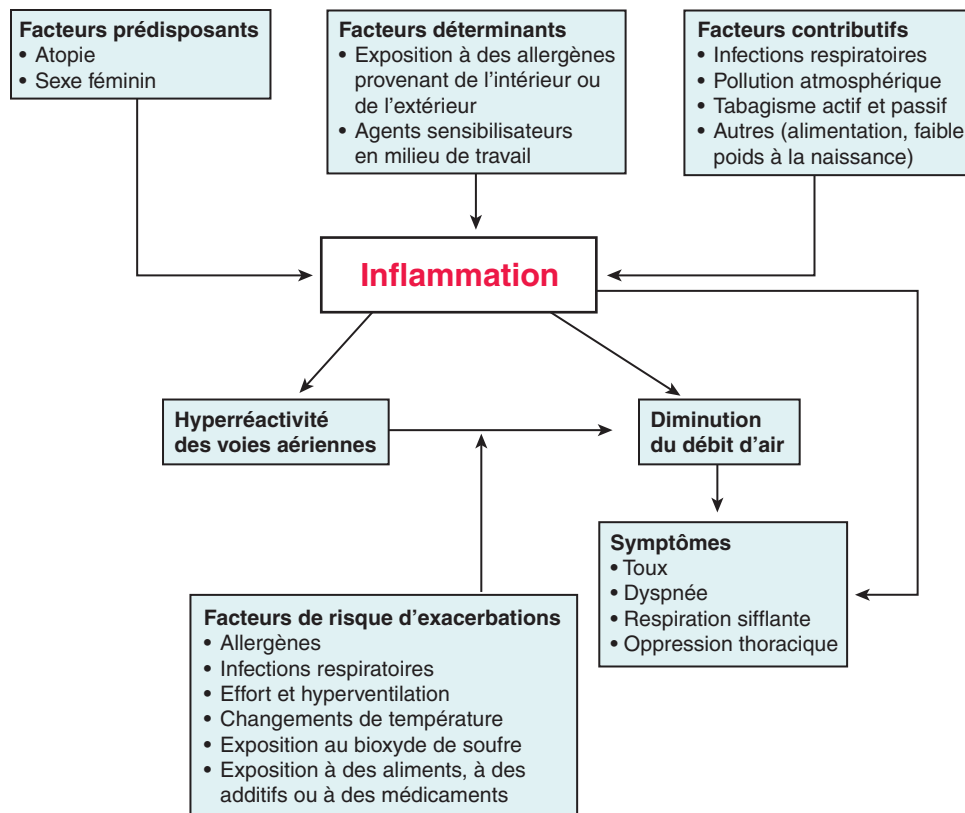 Facteurs prédisposants
• Atopie
• Sexe féminin
Facteurs déterminants
• Exposition à des allergènes
provenant de l'intérieur ou
de l'extérieur
• Agents sensibilisateurs
en milieu de travail
Facteurs contributifs
• Infections respiratoires
• Pollution atmosphérique
• Tabagisme actif et passif
• Autres (alimentation, faible
poids à la naissance)
Inflammation
Hyperréactivité
des voies aériennes
Diminution
du débit d'air
Symptômes
• Toux
• Dyspnée
• Respiration sifflante
• Oppression thoracique
Facteurs de risque d'exacerbations
• Allergènes
• Infections respiratoires
• Effort et hyperventilation
• Changements de température
• Exposition au bioxyde de soufre
• Exposition à des aliments, à des
additifs ou à des médicaments